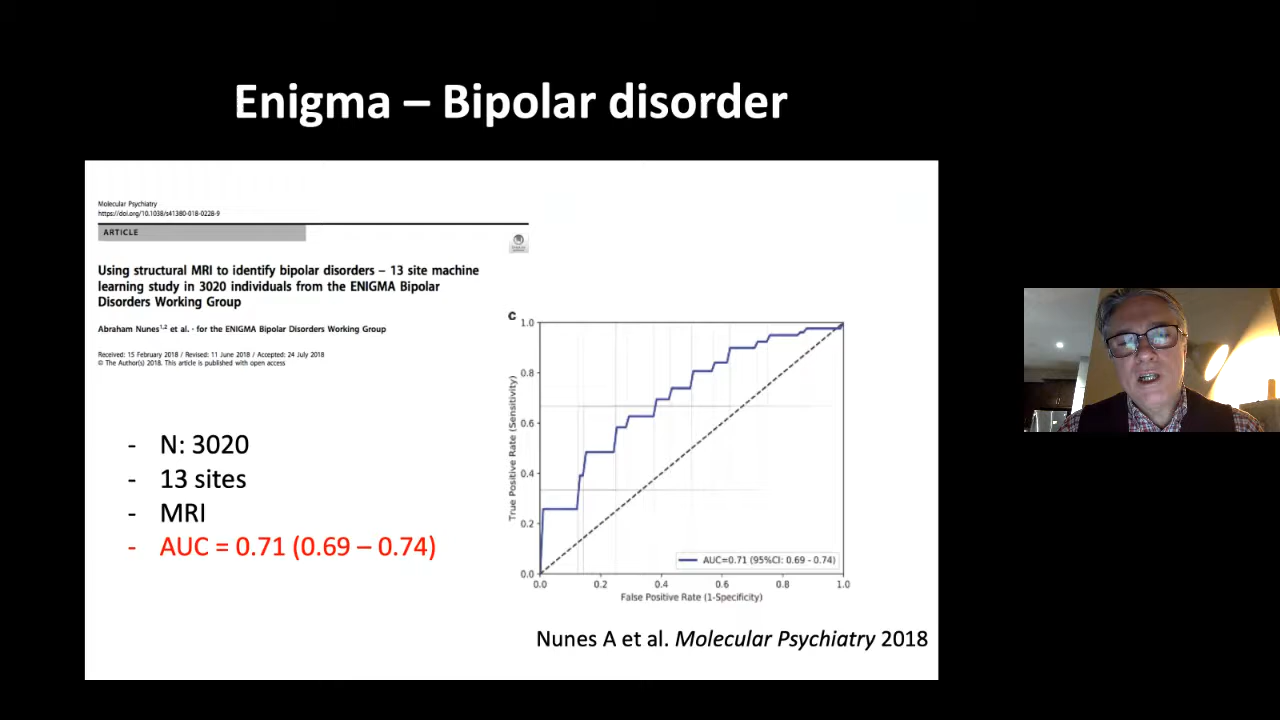 Enigma – Bipolar disorder
Molecular Psychiatry
https://doi.org/10.1038/s41380-018-0228-9
ARTICLE
Using structural MRI to identify bipolar disorders – 13 site machine
learning study in 3020 individuals from the ENIGMA Bipolar
Disorders Working Group
Abraham Nunes1,2 et al. · for the ENIGMA Bipolar Disorders Working Group
Received: 15 February 2018 / Revised: 11 June 2018 / Accepted: 24 July 2018
© The Author(s) 2018. This article is published with open access
- N: 3020
- 13 sites
- MRI
- AUC = 0.71 (0.69 – 0.74)
c
True Positive Rate (Sensitivity)
1.0
0.8
0.6
0.4
0.2
0.0
0.0 0.2 0.4 0.6 0.8 1.0
AUC=0.71 (95%CI: 0.69 - 0.74)
False Positive Rate (1-Specificity)
Nunes A et al. Molecular Psychiatry 2018